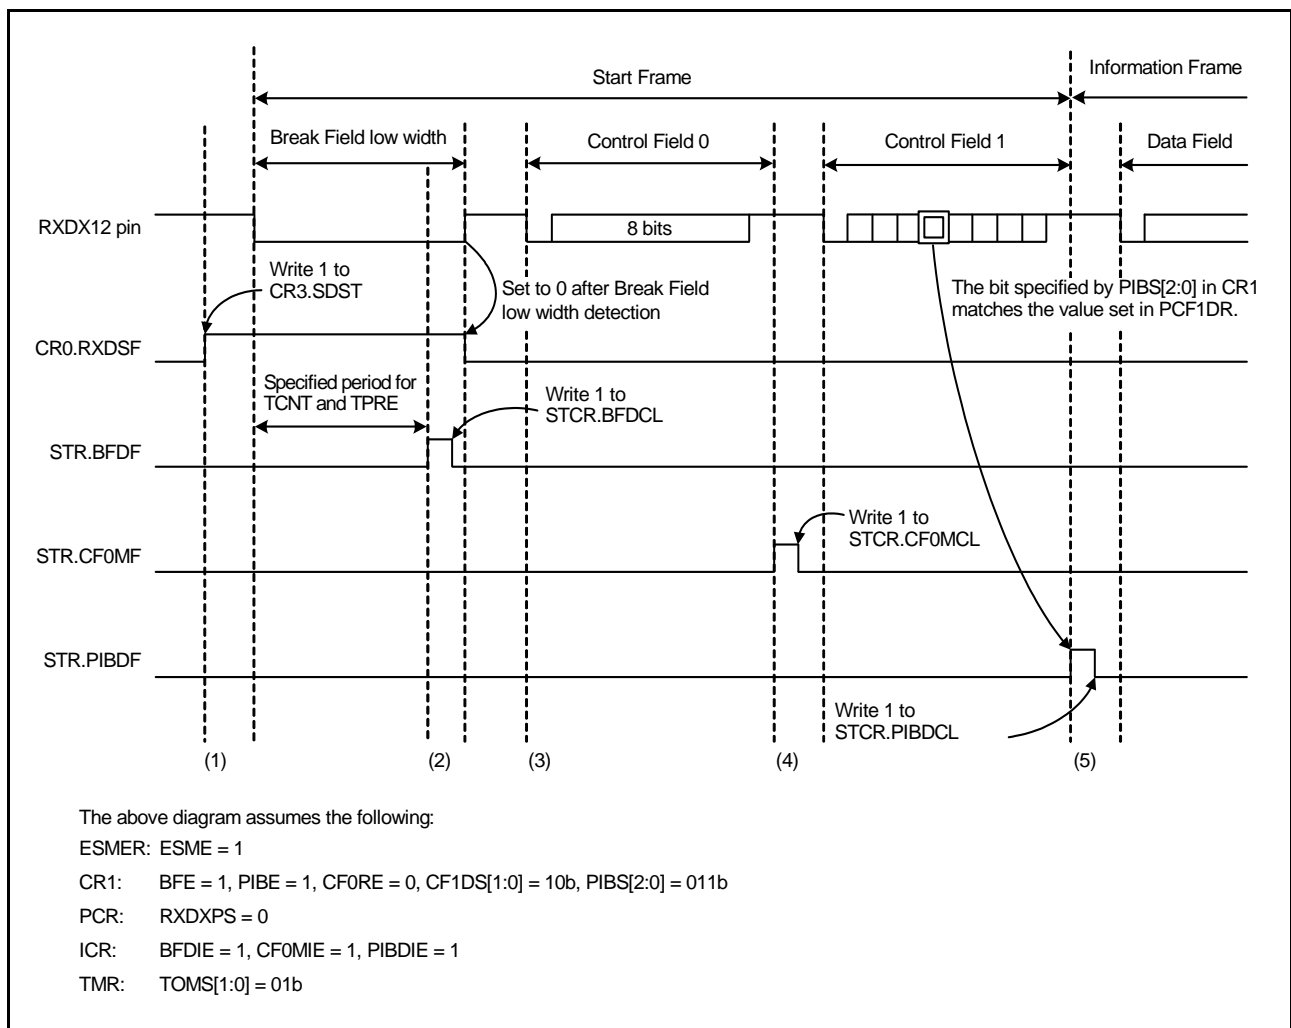 Start Frame
Information Frame
Break Field low width
Control Field 0
Control Field 1
Data Field
RXDX12 pin
8 bits
Write 1 to
CR3.SDST
Set to 0 after Break Field
low width detection
The bit specified by PIBS[2:0] in CR1
matches the value set in PCF1DR.
CR0.RXDSF
Specified period for
TCNT and TPRE
Write 1 to
STCR.BFDCL
STR.BFDF
Write 1 to
STCR.CF0MCL
STR.CF0MF
STR.PIBDF
Write 1 to
STCR.PIBDCL
(1)
(2)
(3)
(4)
(5)
The above diagram assumes the following:
ESMER: ESME = 1
CR1: BFE = 1, PIBE = 1, CF0RE = 0, CF1DS[1:0] = 10b, PIBS[2:0] = 011b
PCR: RXDXPS = 0
ICR: BFDIE = 1, CF0MIE = 1, PIBDIE = 1
TMR: TOMS[1:0] = 01b